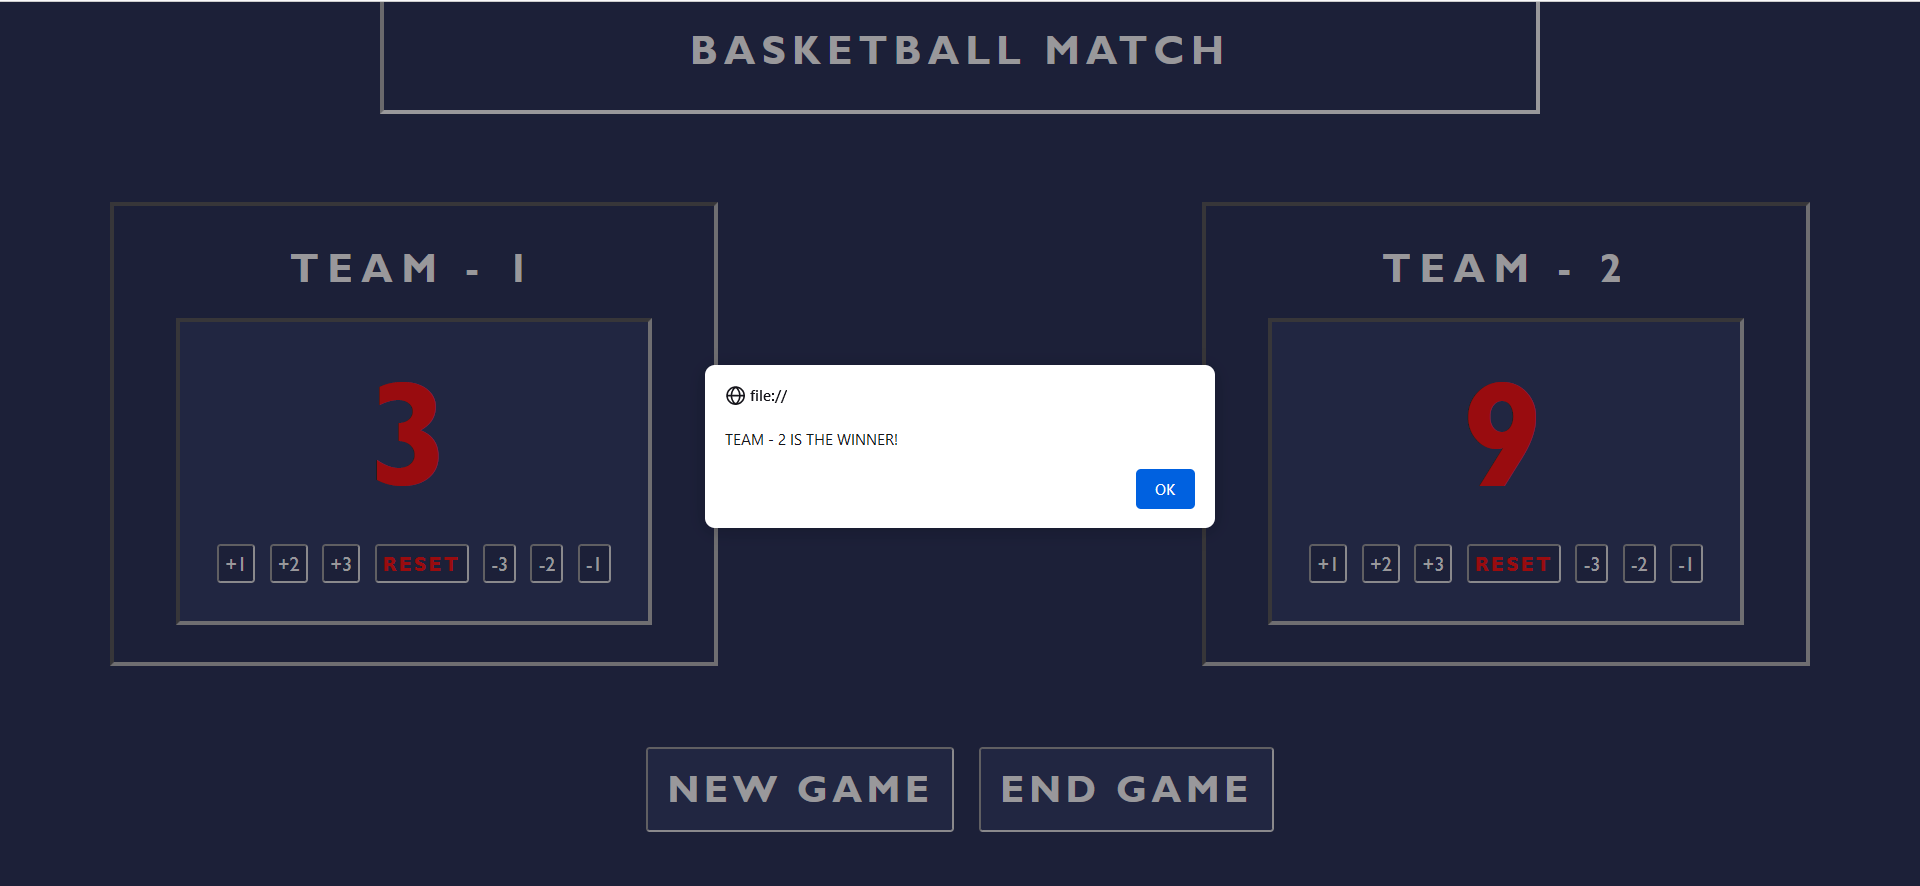 BASKETBALL MATCH
TEAM - 1
3
+1 +2 +3 RESET -3 -2 -1
file://
TEAM - 2 IS THE WINNER!
OK
TEAM - 2
9
+1 +2 +3 RESET -3 -2 -1
NEW GAME
END GAME